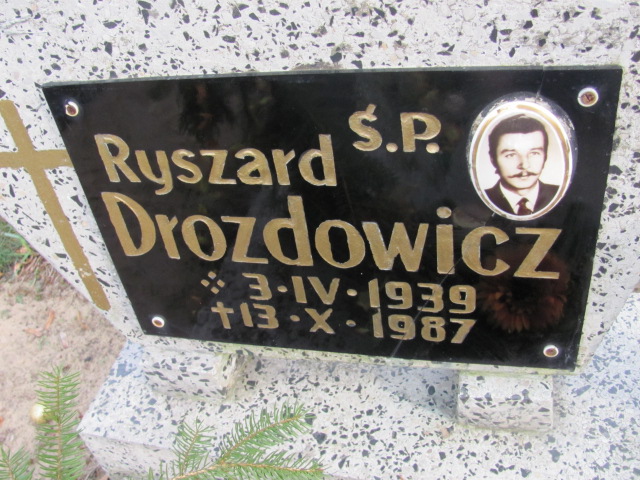 Ś.P.
Ryszard
Drozdowicz
※ 3·IV·1939
†13·X·1987